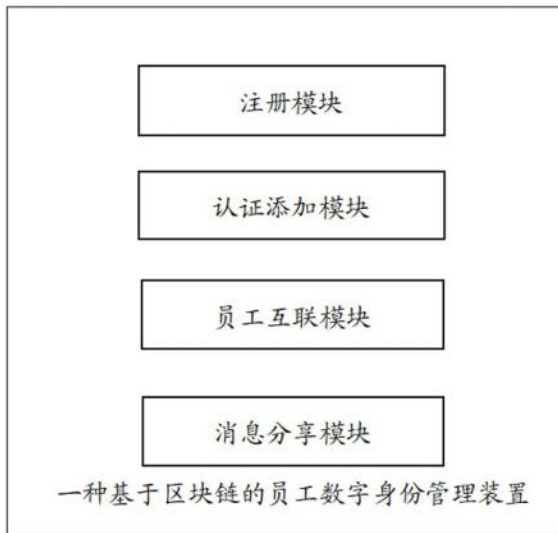 注册模块
认证添加模块
员工互联模块
消息分享模块
一种基于区块链的员工数字身份管理装置